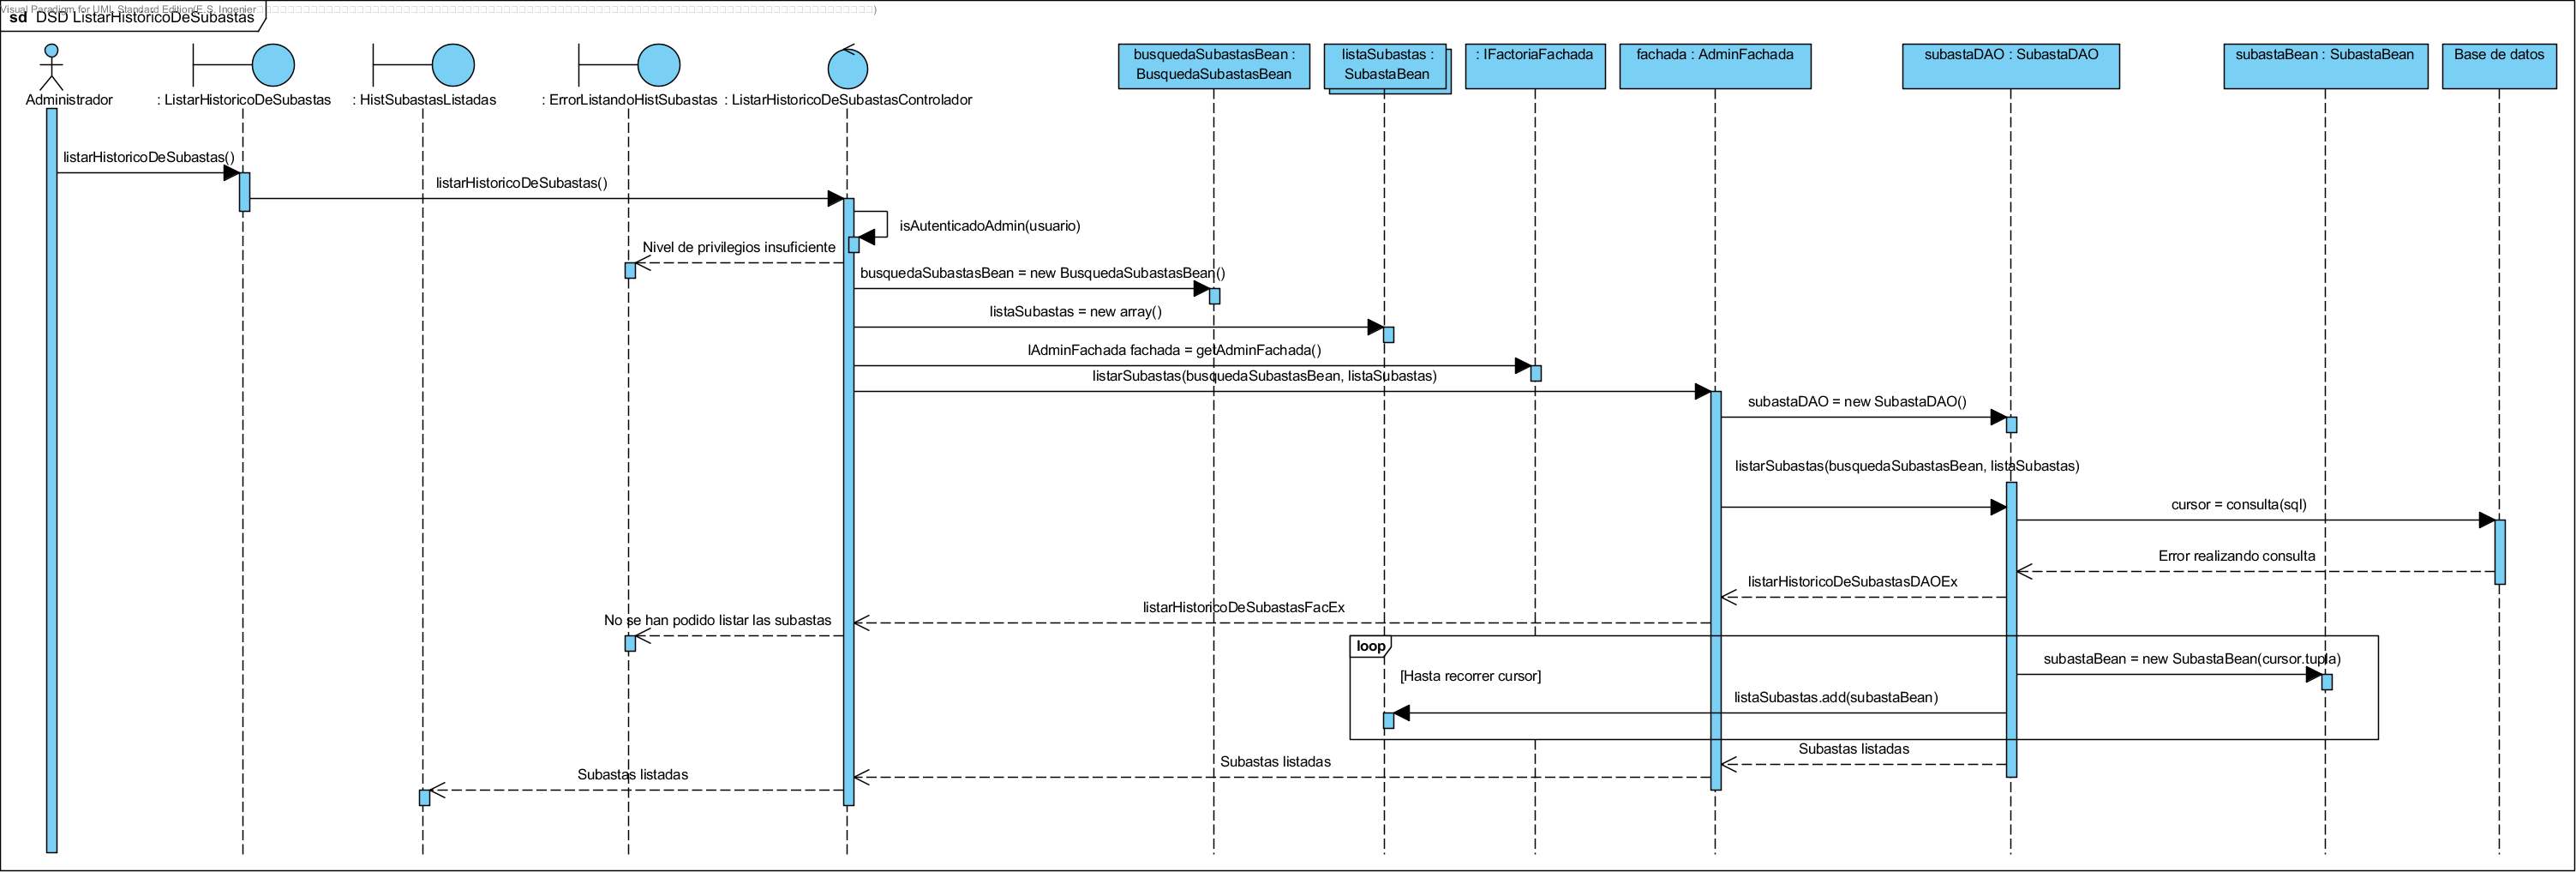 Visual Paradigm for UML Standard Edition(E.S. Ingenier
sd DSD ListarHistoricoDeSubastas
Administrador
: ListarHistoricoDeSubastas
: HistSubastasListadas
: ErrorListandoHistSubastas
: ListarHistoricoDeSubastasControlador
busquedaSubastasBean :
BusquedaSubastasBean
listaSubastas :
SubastaBean
: IFactoriaFachada
fachada : AdminFachada
subastaDAO : SubastaDAO
subastaBean : SubastaBean
Base de datos
listarHistoricoDeSubastas()
listarHistoricoDeSubastas()
isAutenticadoAdmin(usuario)
Nivel de privilegios insuficiente
busquedaSubastasBean = new BusquedaSubastasBean()
listaSubastas = new array()
IAdminFachada fachada = getAdminFachada()
listarSubastas(busquedaSubastasBean, listaSubastas)
subastaDAO = new SubastaDAO()
listarSubastas(busquedaSubastasBean, listaSubastas)
cursor = consulta(sql)
Error realizando consulta
listarHistoricoDeSubastasDAOEx
listarHistoricoDeSubastasFacEx
No se han podido listar las subastas
loop
subastaBean = new SubastaBean(cursor.tupla)
[Hasta recorrer cursor]
listaSubastas.add(subastaBean)
Subastas listadas
Subastas listadas
Subastas listadas